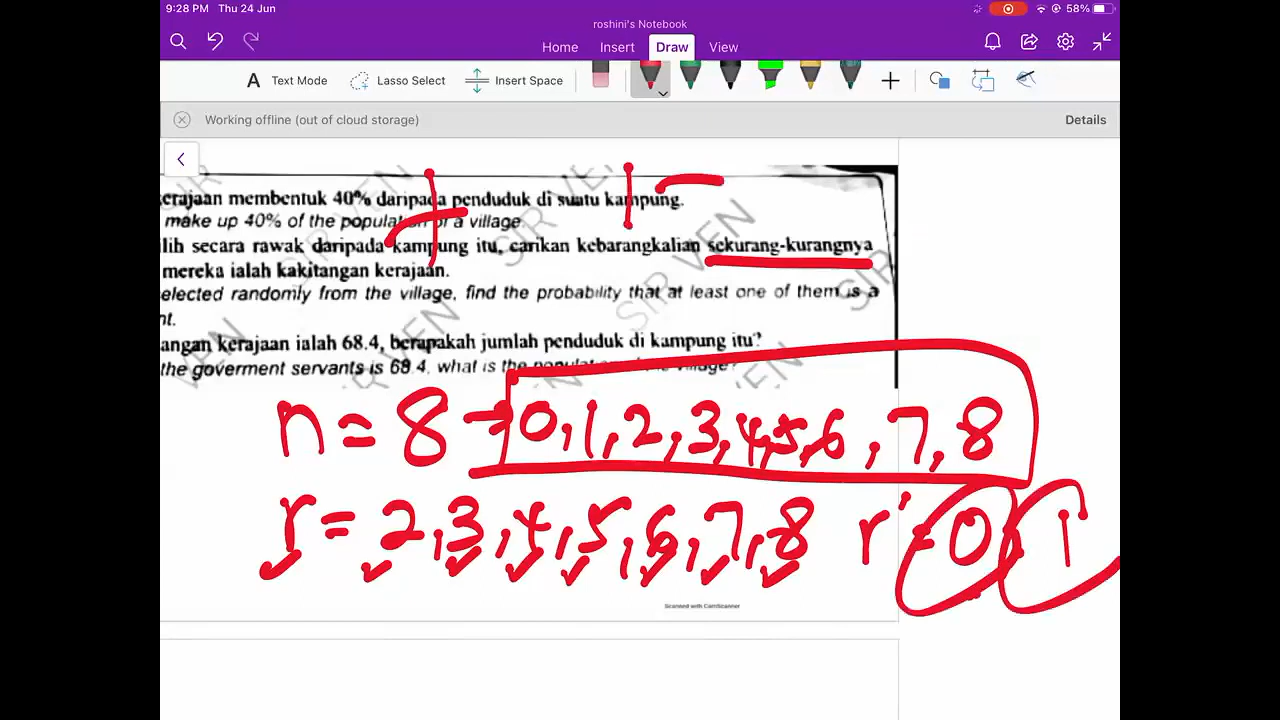 9:28 PM Thu 24 Jun
58%
roshini's Notebook
Home Insert Draw View
Text Mode Lasso Select Insert Space
Working offline (out of cloud storage) Details
erajaan membentuk 40% daripada penduduk di suatu kampung.
make up 40% of the population of a village
lih secara rawak daripada kampung itu, carikan kebarangkalian sekurang-kurangnya
mereka ialah kakitangan kerajaan.
elected randomly from the village, find the probability that at least one of them is a
nt.
angan kerajaan ialah 68.4, berapakah jumlah penduduk di kampung itu?
the goverment servants is 68.4, what is the village?
+ 1 -
SIR VEN
n = 8 → 0, 1, 2, 3, 4, 5, 6, 7, 8
r = 2, 3, 4, 5, 6, 7, 8 r' = 0, 1
Scanned with CamScanner